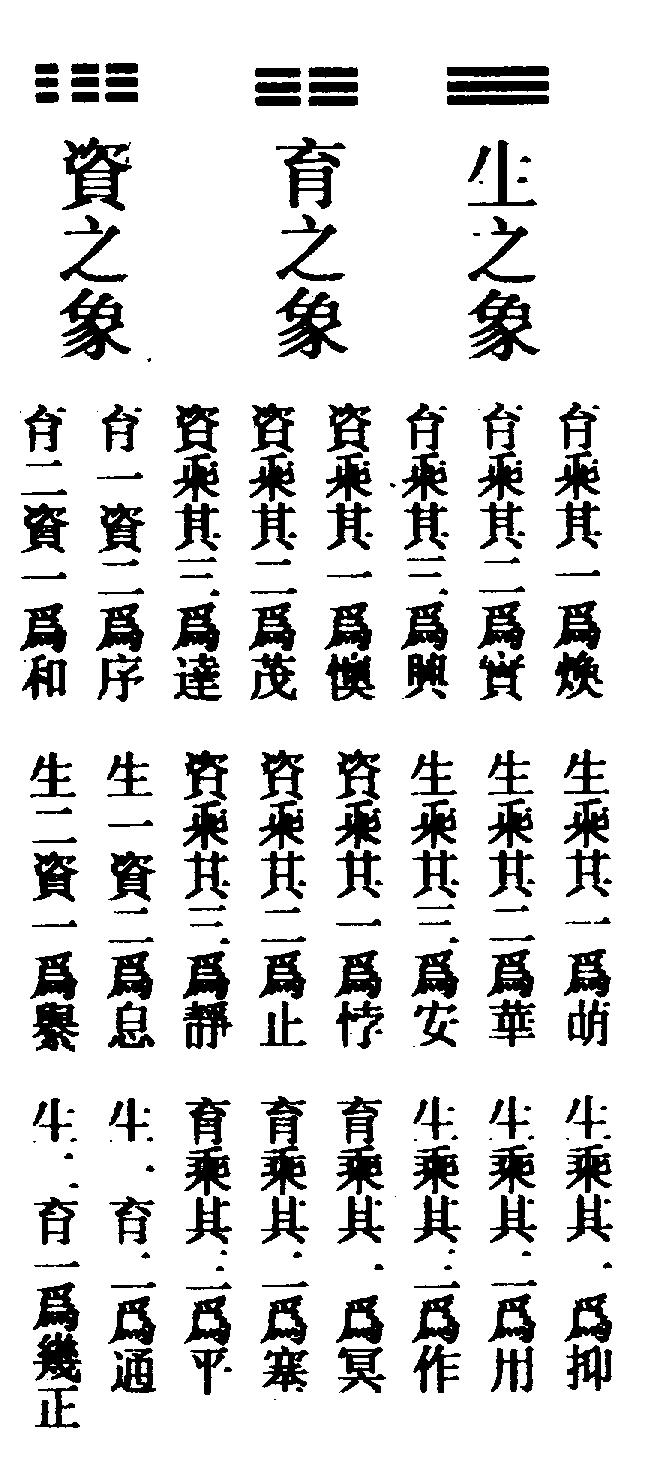 生之象
育之象
資之象
育乘其一爲煥
育乘其二爲實
育乘其三爲興
資乘其一爲
資乘其二爲茂
資乘其三爲達
育一資二爲序
育二資一爲和
生乘其一爲萌
生乘其二爲華
生乘其三爲安
資乘其一爲悖
資乘其二爲止
資乘其三爲靜
生一資二爲息
生二資一爲
生乘其一爲抑
生乘其二爲用
生乘其三爲作
育乘其一爲冥
育乘其二爲塞
育乘其三爲平
生一育二爲通
生二育一爲幾正